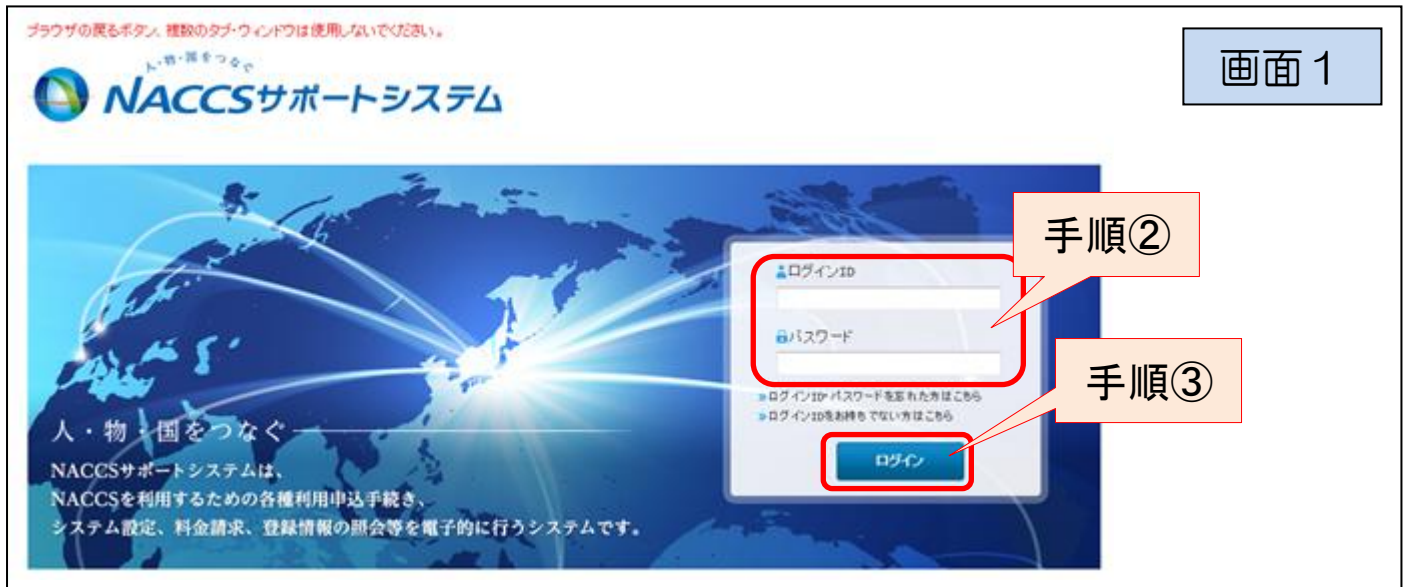 ブラウザの戻るボタン、複数のタブ・ウィンドウは使用しないでください。
人・物・国をつなぐ
NACCSサポートシステム
画面１
手順②
ログインID
パスワード
手順③
»ログインID・パスワードを忘れた方はこちら
»ログインIDをお持ちでない方はこちら
ログイン
人・物・国をつなぐ
NACCSサポートシステムは、
NACCSを利用するための各種利用申込手続き、
システム設定、料金請求、登録情報の照会等を電子的に行うシステムです。